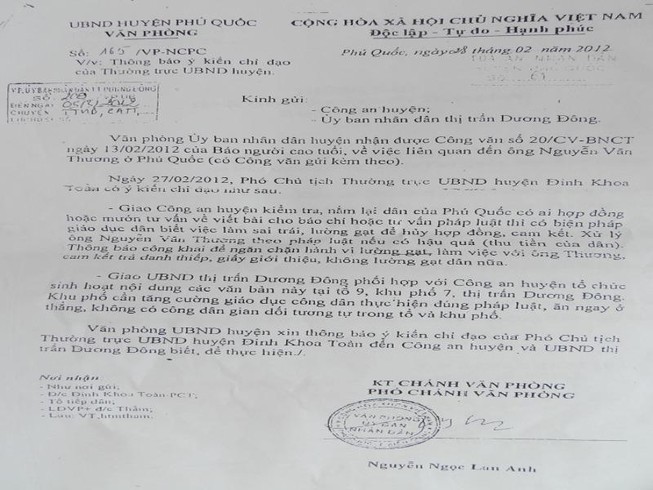 UBND HUYỆN PHÚ QUỐC
VĂN PHÒNG
CỘNG HÒA XÃ HỘI CHỦ NGHĨA VIỆT NAM
Độc lập - Tự do - Hạnh phúc
Số: 165 /VP-NCPC
V/v: Thông báo ý kiến chỉ đạo
của Thường trực UBND huyện.
Phú Quốc, ngày 28 tháng 02 năm 2012
TÒA ÁN NHÂN DÂN
SỐ
ĐẾN NGÀY
CHUYỂN
Kính gửi:
- Công an huyện;
- Ủy ban nhân dân thị trấn Dương Đông.
Văn phòng Ủy ban nhân dân huyện nhận được Công văn số 20/CV-BNCT
ngày 13/02/2012 của Báo người cao tuổi, về việc liên quan đến ông Nguyễn Văn
Thương ở Phú Quốc (có Công văn gửi kèm theo).
Ngày 27/02/2012, Phó Chủ tịch Thường trực UBND huyện Đinh Khoa
Toàn có ý kiến chỉ đạo như sau.
- Giao Công an huyện kiểm tra, nắm lại dân của Phú Quốc có ai hợp đồng
hoặc mướn tư vấn về viết bài cho báo chí hoặc tư vấn pháp luật thì có biện pháp
giáo dục dân biết việc làm sai trái, lường gạt để hủy hợp đồng, cam kết. Xử lý
ông Nguyễn Văn Thương theo pháp luật nếu có hậu quả (thu tiền của dân).
Thông báo công khai để ngăn chặn hành vi lường gạt, làm việc với ông Thương,
cam kết trả danh thiếp, giấy giới thiệu, không lường gạt dân nữa.
- Giao UBND thị trấn Dương Đông phối hợp với Công an huyện tổ chức
sinh hoạt nội dung các văn bản này tại tổ 9, khu phố 7, thị trấn Dương Đông.
Khu phố cần tăng cường giáo dục công dân thực hiện đúng pháp luật, ăn ngay ở
thẳng, không có công dân gian dối tương tự trong tổ và khu phố.
Văn phòng UBND huyện xin thông báo ý kiến chỉ đạo của Phó Chủ tịch
Thường trực UBND huyện Đinh Khoa Toàn đến Công an huyện và UBND thị
trấn Dương Đông biết, để thực hiện./.
Nơi nhận:
- Như nơi gửi;
- Đ/c Đinh Khoa Toàn-PCT;
- Tổ tiếp dân;
- LĐVP+ đ/c Thắm;
- Lưu: VT,htmtham.
KT CHÁNH VĂN PHÒNG
PHÓ CHÁNH VĂN PHÒNG
VĂN PHÒNG
ỦY BAN
NHÂN DÂN
Nguyễn Ngọc Lan Anh